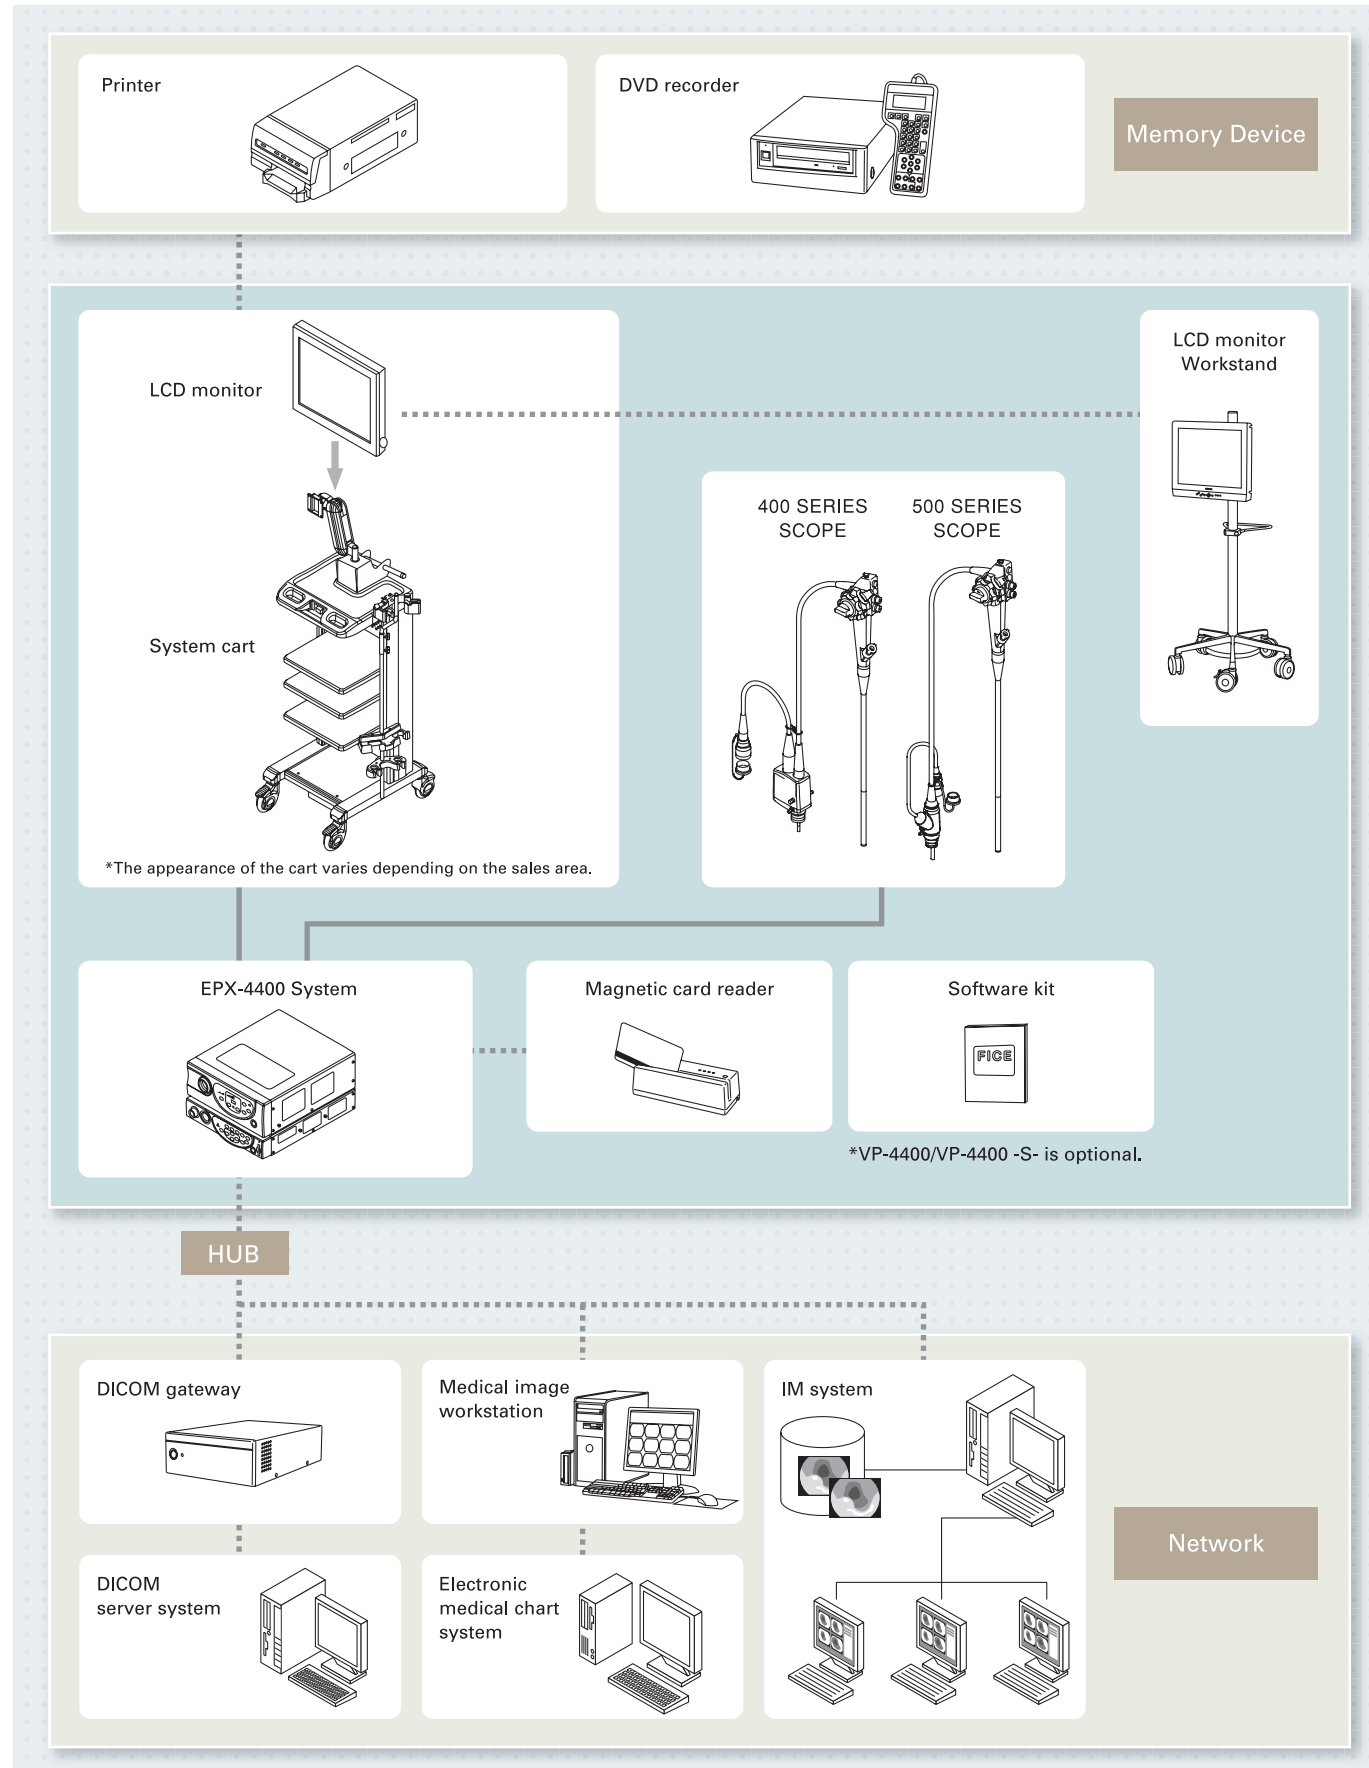 Printer
DVD recorder
Memory Device
LCD monitor
LCD monitor
Workstand
400 SERIES
SCOPE
500 SERIES
SCOPE
System cart
*The appearance of the cart varies depending on the sales area.
EPX-4400 System
Magnetic card reader
Software kit
FICE
*VP-4400/VP-4400 -S- is optional.
HUB
DICOM gateway
Medical image
workstation
IM system
Network
DICOM
server system
Electronic
medical chart
system